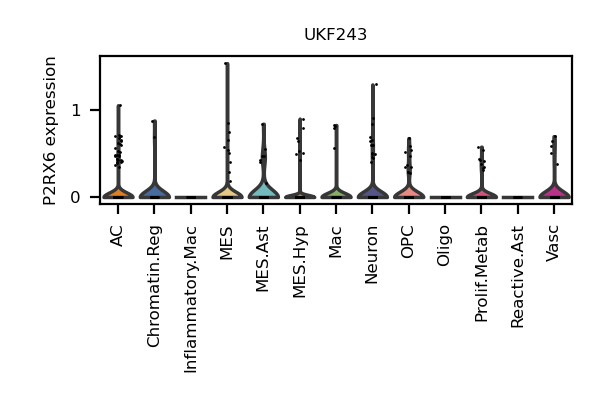 UKF243
P2RX6 expression
1
0
AC
Chromatin.Reg
Inflammatory.Mac
MES
MES.Ast
MES.Hyp
Mac
Neuron
OPC
Oligo
Prolif.Metab
Reactive.Ast
Vasc